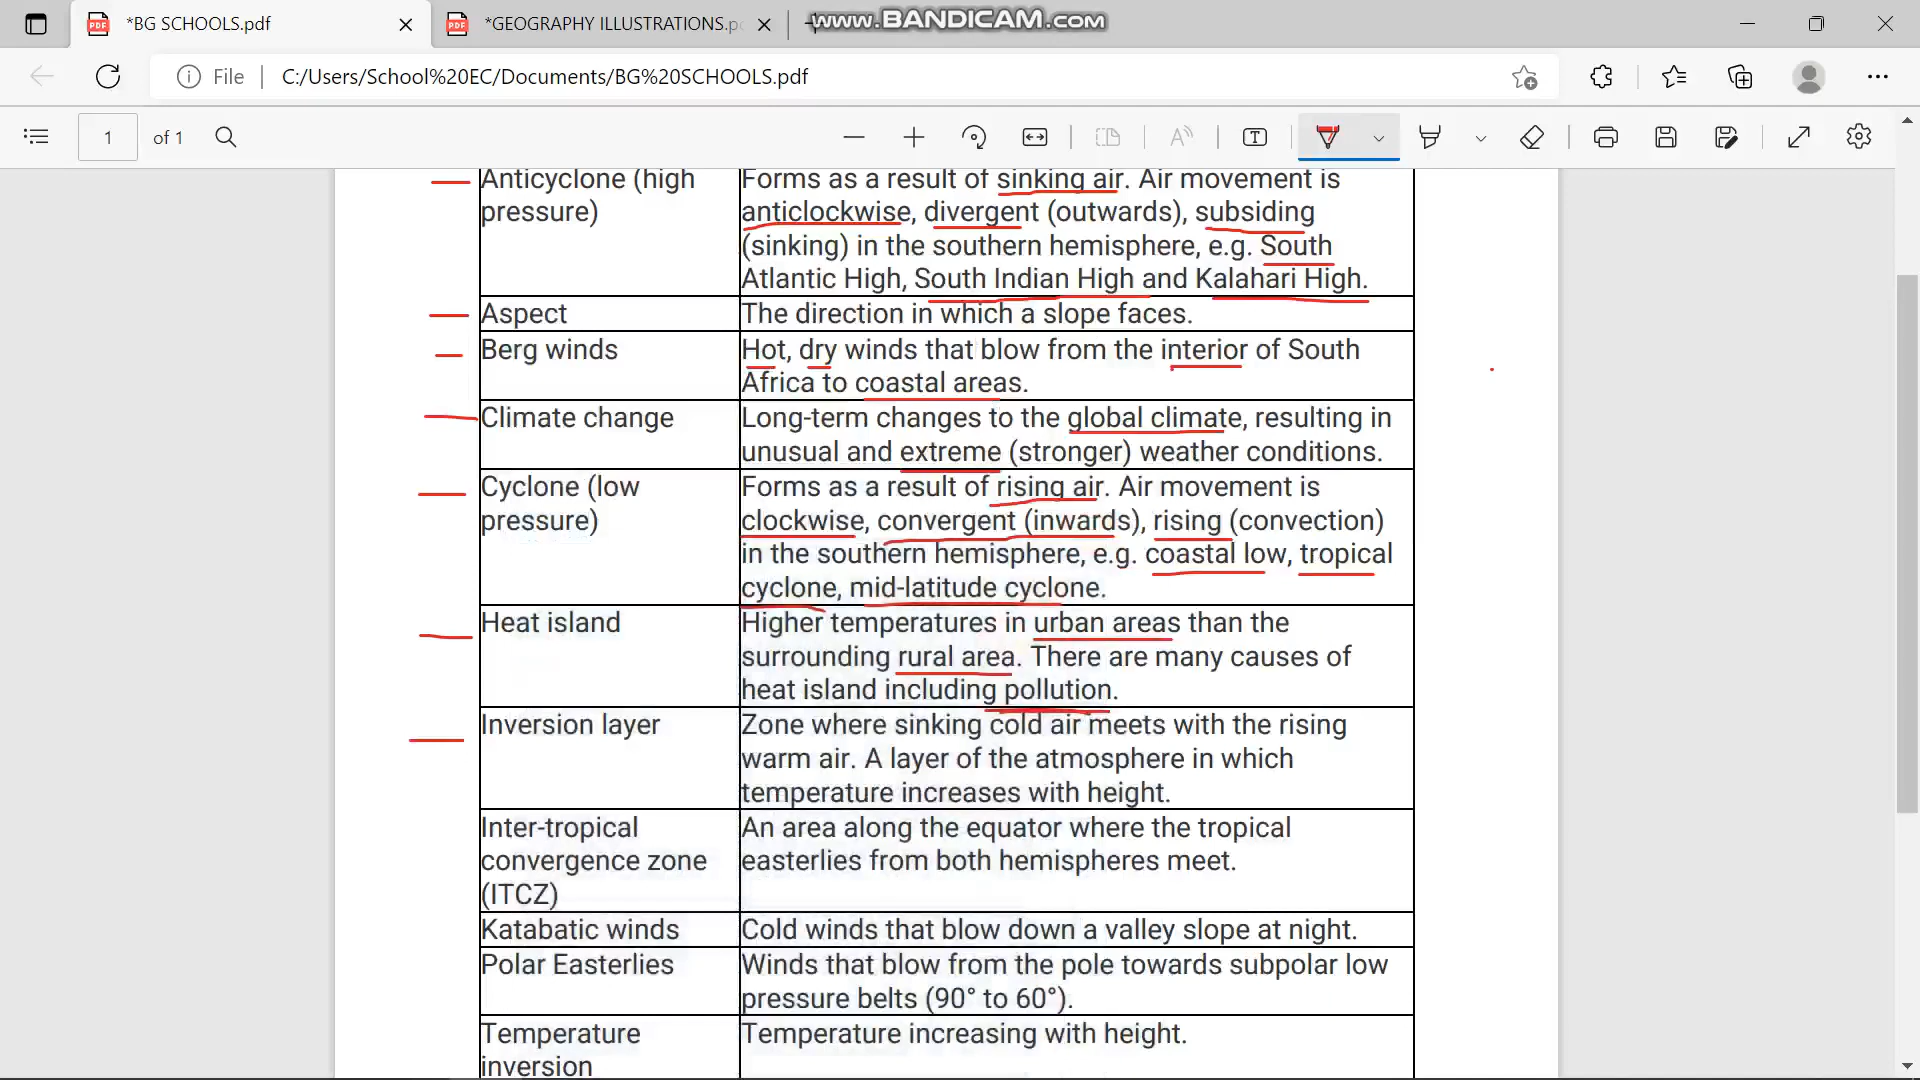 *BG SCHOOLS.pdf
*GEOGRAPHY ILLUSTRATIONS.p
www.BANDICAM.com
File
C:/Users/School%20EC/Documents/BG%20SCHOOLS.pdf
1 of 1
Anticyclone (high pressure)
Forms as a result of sinking air. Air movement is
anticlockwise, divergent (outwards), subsiding
(sinking) in the southern hemisphere, e.g. South
Atlantic High, South Indian High and Kalahari High.
Aspect
The direction in which a slope faces.
Berg winds
Hot, dry winds that blow from the interior of South
Africa to coastal areas.
Climate change
Long-term changes to the global climate, resulting in
unusual and extreme (stronger) weather conditions.
Cyclone (low
pressure)
Forms as a result of rising air. Air movement is
clockwise, convergent (inwards), rising (convection)
in the southern hemisphere, e.g. coastal low, tropical
cyclone, mid-latitude cyclone.
Heat island
Higher temperatures in urban areas than the
surrounding rural area. There are many causes of
heat island including pollution.
Inversion layer
Zone where sinking cold air meets with the rising
warm air. A layer of the atmosphere in which
temperature increases with height.
Inter-tropical
convergence zone
(ITCZ)
An area along the equator where the tropical
easterlies from both hemispheres meet.
Katabatic winds
Cold winds that blow down a valley slope at night.
Polar Easterlies
Winds that blow from the pole towards subpolar low
pressure belts (90° to 60°).
Temperature
inversion
Temperature increasing with height.